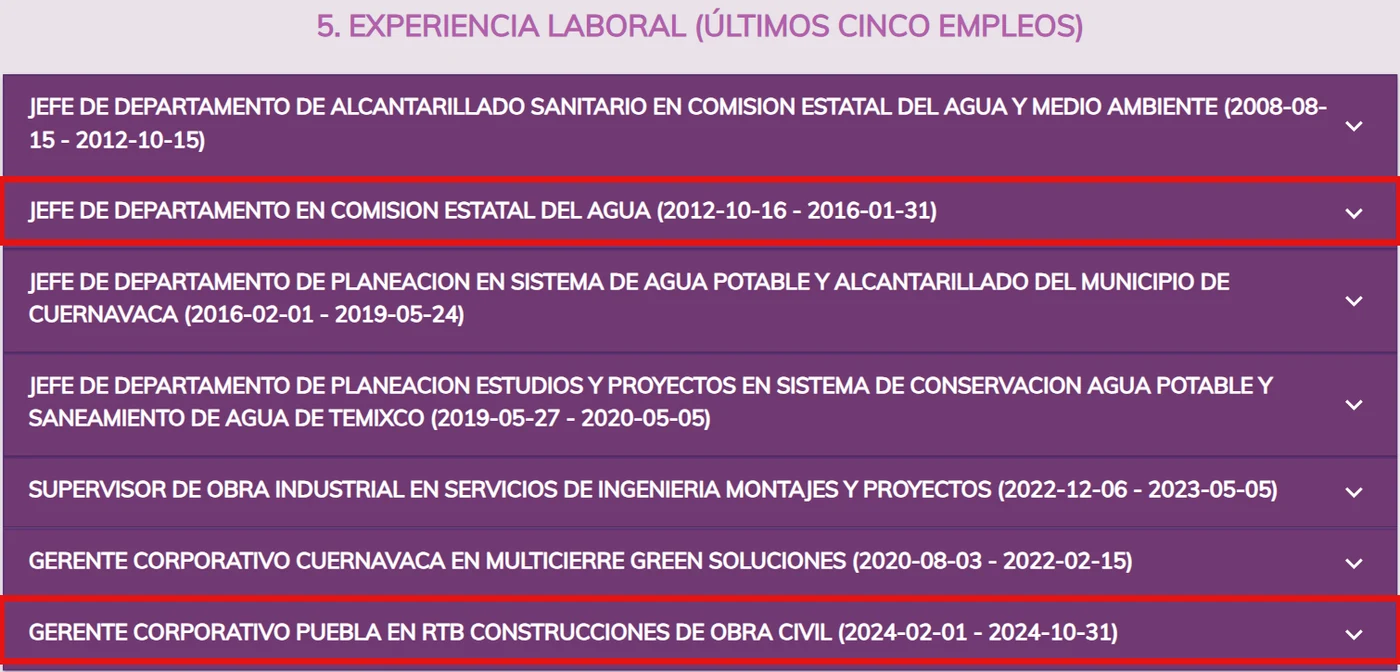 5. EXPERIENCIA LABORAL (ÚLTIMOS CINCO EMPLEOS)
JEFE DE DEPARTAMENTO DE ALCANTARILLADO SANITARIO EN COMISION ESTATAL DEL AGUA Y MEDIO AMBIENTE (2008-08-
15 - 2012-10-15)
JEFE DE DEPARTAMENTO EN COMISION ESTATAL DEL AGUA (2012-10-16 - 2016-01-31)
JEFE DE DEPARTAMENTO DE PLANEACION EN SISTEMA DE AGUA POTABLE Y ALCANTARILLADO DEL MUNICIPIO DE
CUERNAVACA (2016-02-01 - 2019-05-24)
JEFE DE DEPARTAMENTO DE PLANEACION ESTUDIOS Y PROYECTOS EN SISTEMA DE CONSERVACION AGUA POTABLE Y
SANEAMIENTO DE AGUA DE TEMIXCO (2019-05-27 - 2020-05-05)
SUPERVISOR DE OBRA INDUSTRIAL EN SERVICIOS DE INGENIERIA MONTAJES Y PROYECTOS (2022-12-06 - 2023-05-05)
GERENTE CORPORATIVO CUERNAVACA EN MULTICIERRE GREEN SOLUCIONES (2020-08-03 - 2022-02-15)
GERENTE CORPORATIVO PUEBLA EN RTB CONSTRUCCIONES DE OBRA CIVIL (2024-02-01 - 2024-10-31)